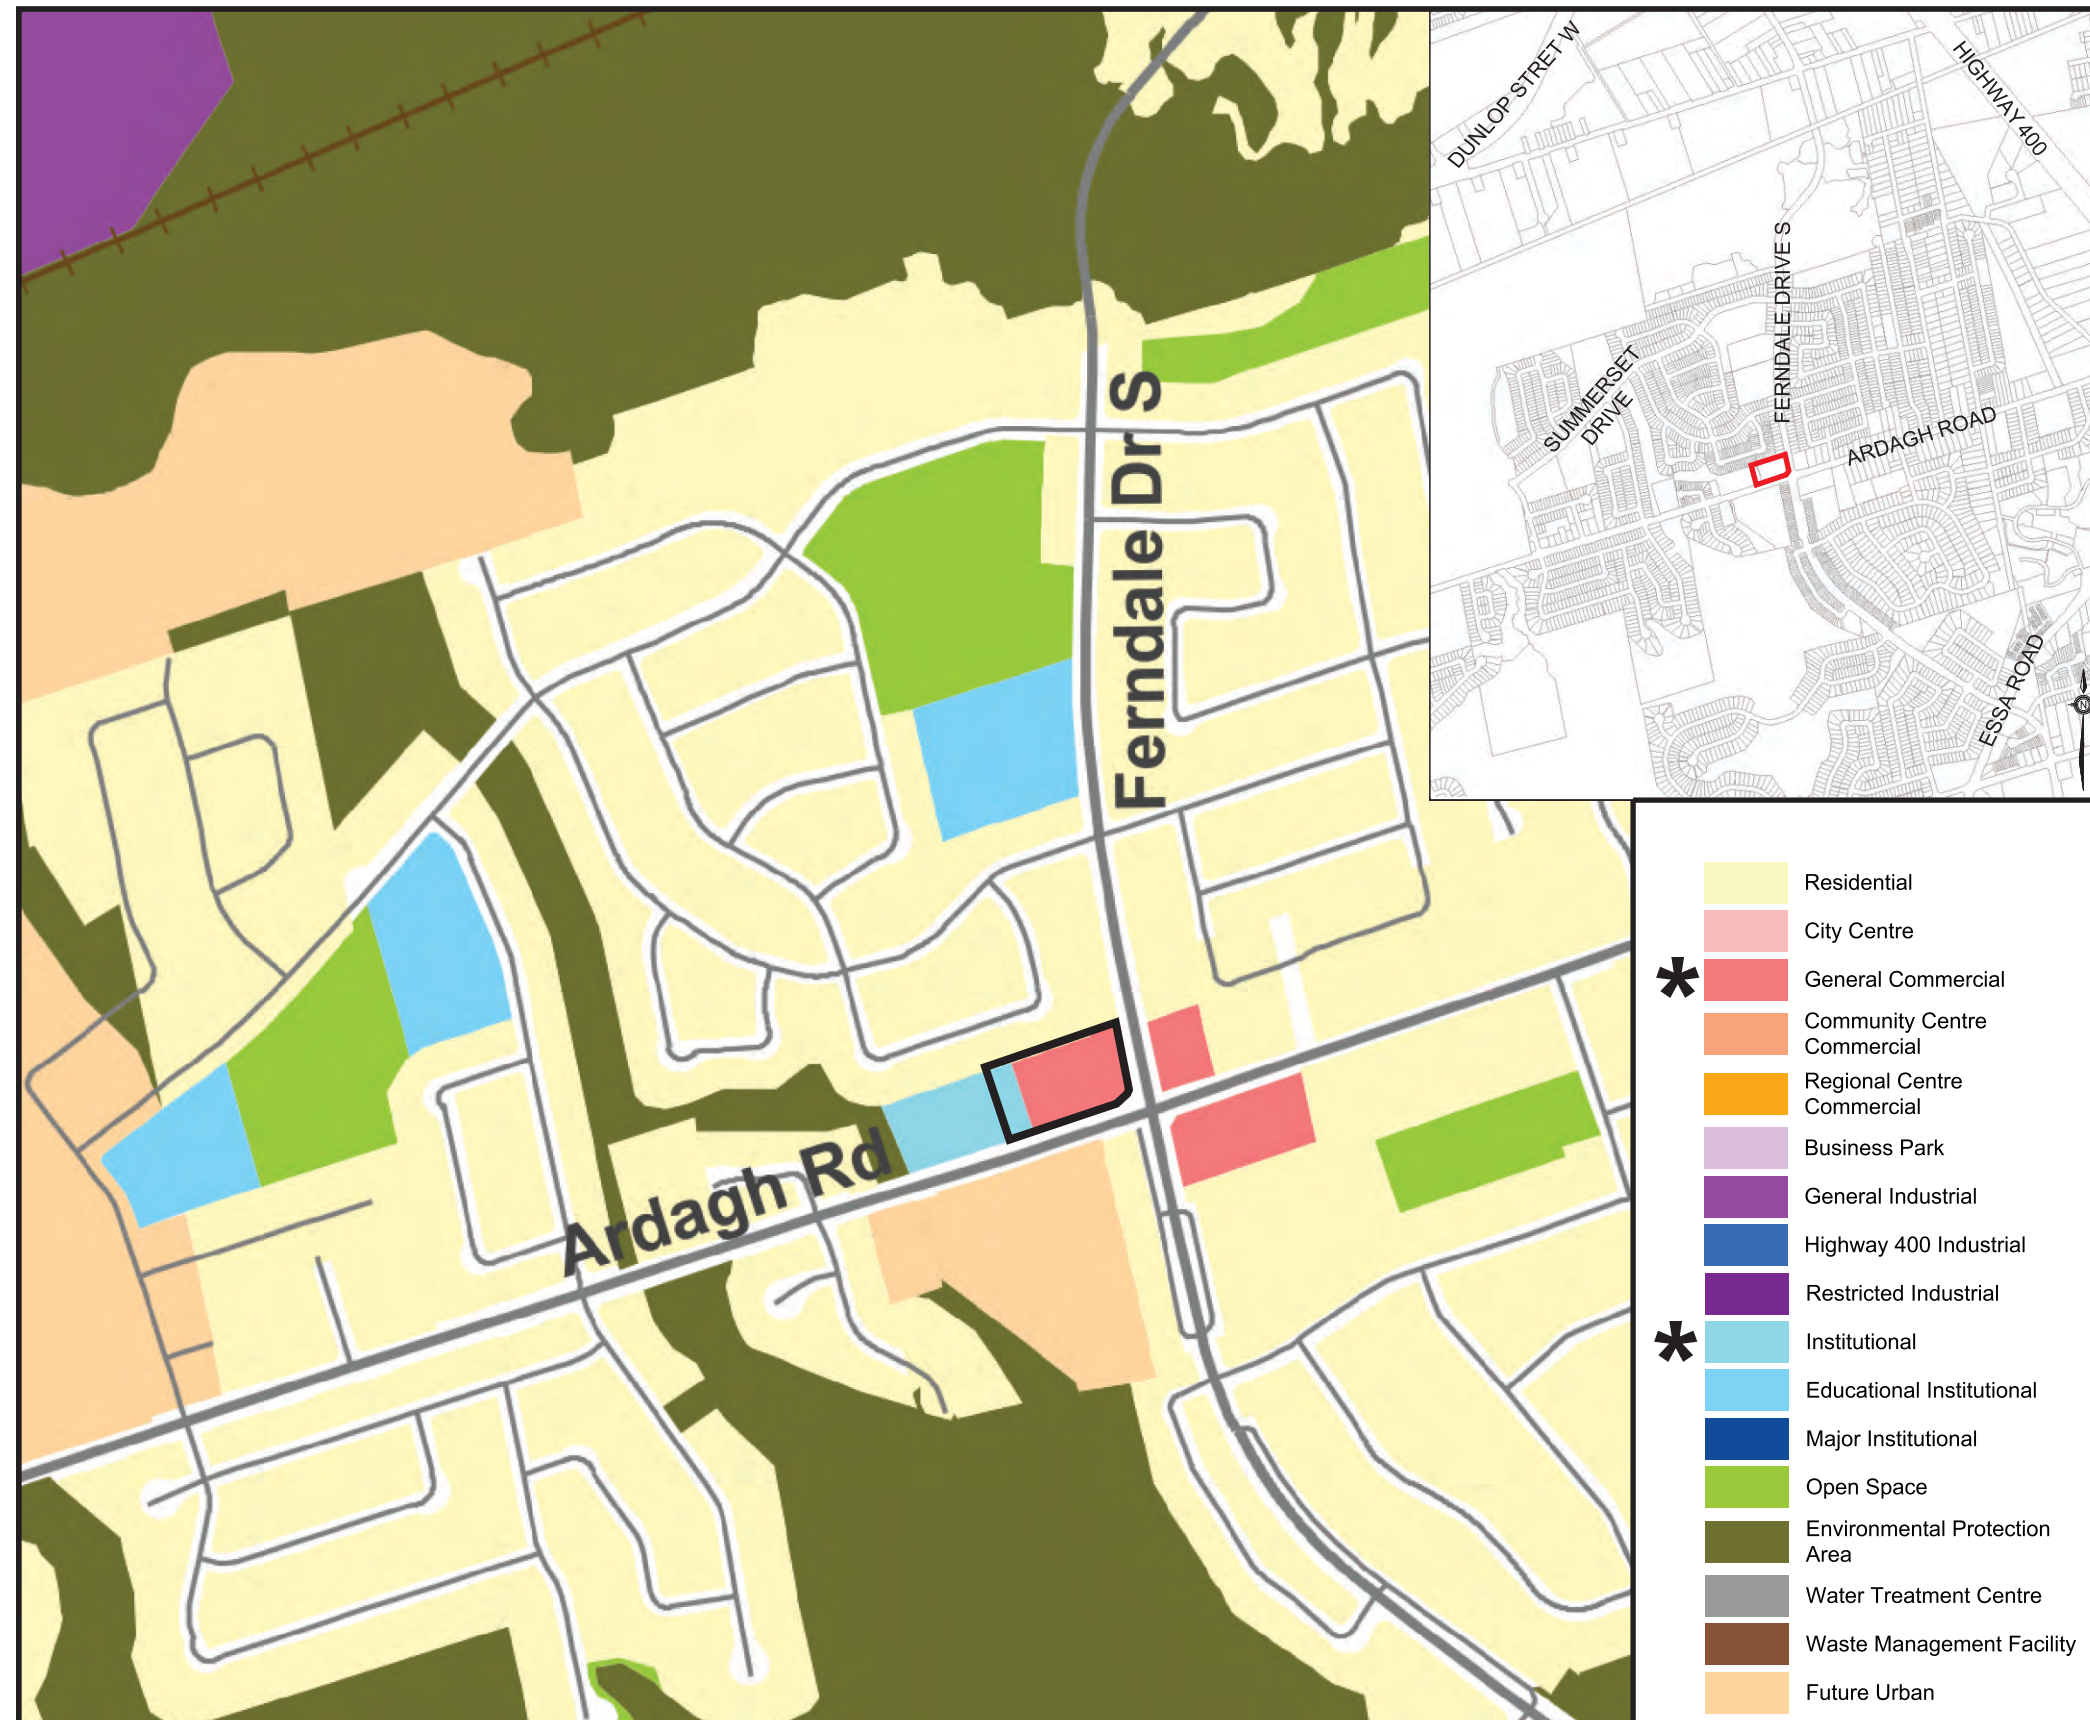 DUNLOP STRET W
HIGHWAY 400
FERNDALE DRIVE S
SUMMERSET
DRIVE
ARDAGH ROAD
ESSA ROAD
N
Ferndale Dr S
Ardagh Rd
Residential
City Centre
* General Commercial
Community Centre
Commercial
Regional Centre
Commercial
Business Park
General Industrial
Highway 400 Industrial
Restricted Industrial
* Institutional
Educational Institutional
Major Institutional
Open Space
Environmental Protection
Area
Water Treatment Centre
Waste Management Facility
Future Urban